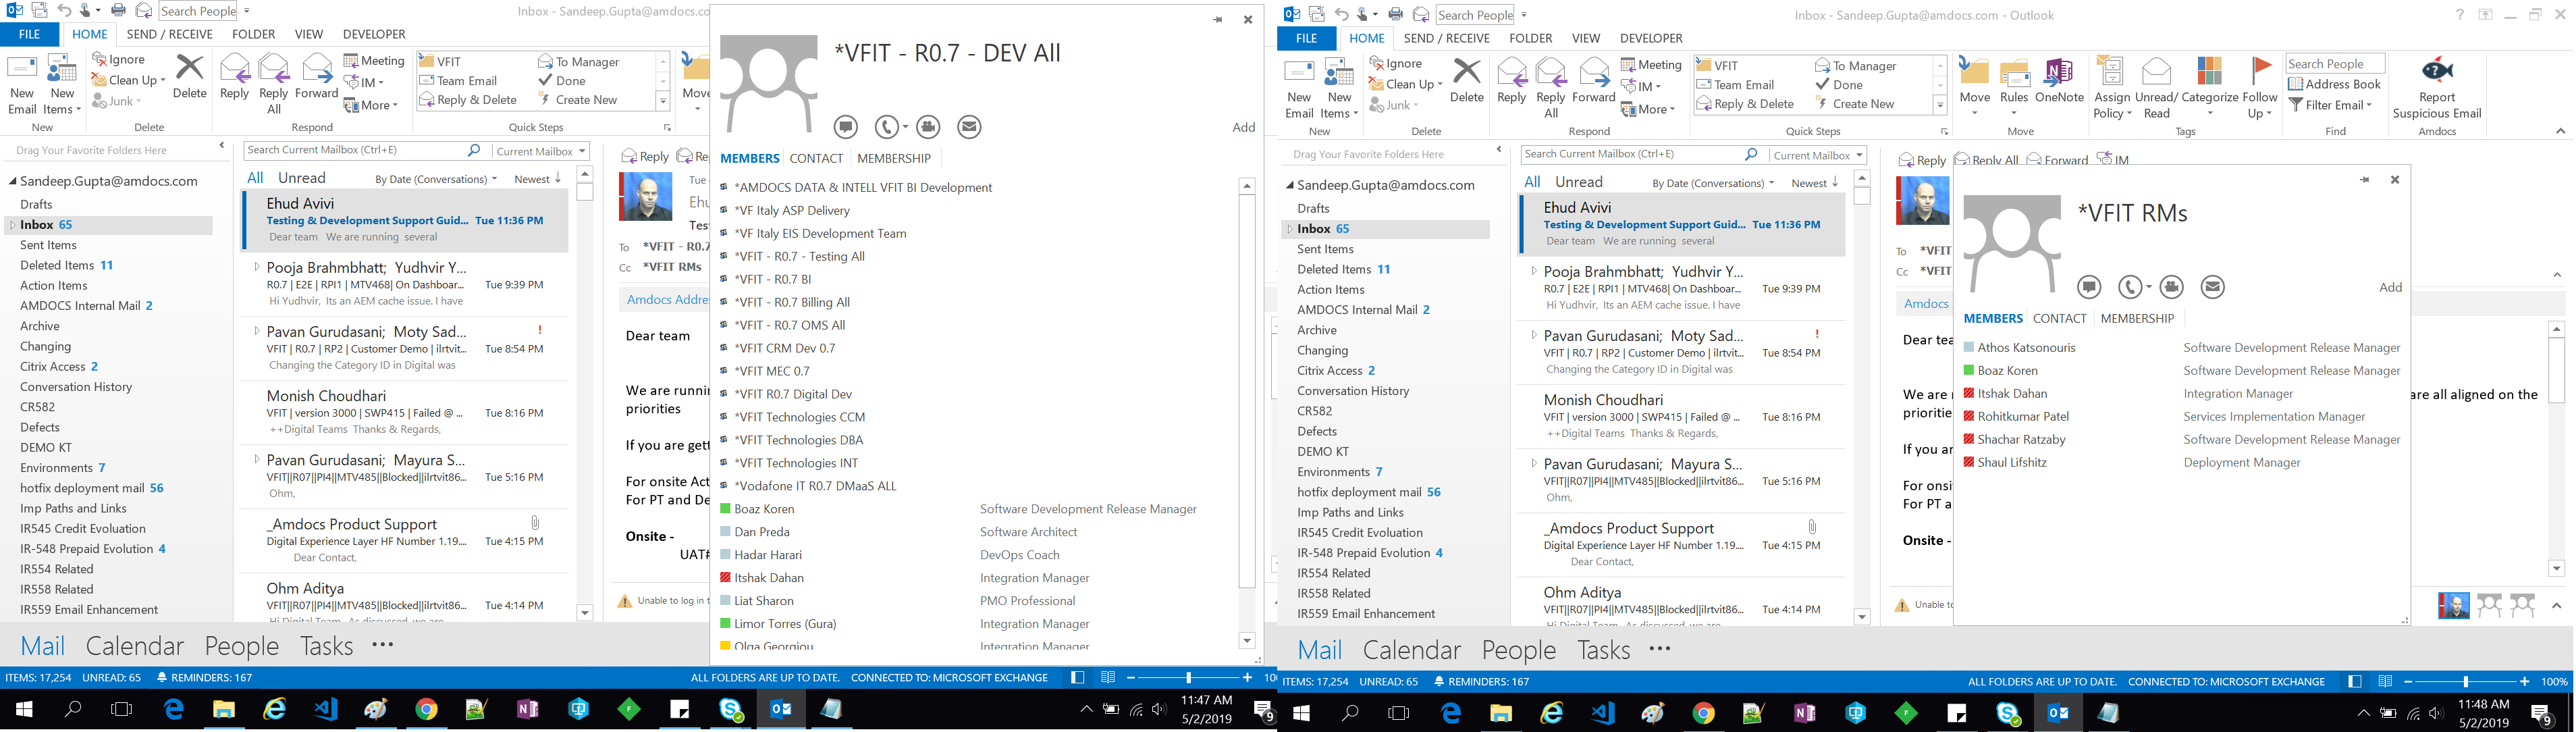 Search People
Inbox - Sandeep.Gupta@amdocs.com
FILE HOME SEND / RECEIVE FOLDER VIEW DEVELOPER
New Email
New Items
Ignore
Clean Up
Junk
Delete
Reply
Reply All
Forward
Meeting
IM
More
VFIT
Team Email
Reply & Delete
To Manager
Done
Create New
Move
New Delete Respond Quick Steps
Drag Your Favorite Folders Here
Sandeep.Gupta@amdocs.com
Drafts
Inbox 65
Sent Items
Deleted Items 11
Action Items
AMDOCS Internal Mail 2
Archive
Changing
Citrix Access 2
Conversation History
CR582
Defects
DEMO KT
Environments 7
hotfix deployment mail 56
Imp Paths and Links
IR545 Credit Evoluation
IR-548 Prepaid Evolution 4
IR554 Related
IR558 Related
IR559 Email Enhancement
Search Current Mailbox (Ctrl+E) Current Mailbox
All Unread By Date (Conversations) Newest ↓
Ehud Avivi
Testing & Development Support Guid... Tue 11:36 PM
Dear team We are running several
Pooja Brahmbhatt; Yudhvir Y...
R0.7 | E2E | RPI1 | MTV468| On Dashboar... Tue 9:39 PM
Hi Yudhvir, Its an AEM cache issue. I have
Pavan Gurudasani; Moty Sad... !
VFIT | R0.7 | RP2 | Customer Demo | ilrtvit... Tue 8:54 PM
Changing the Category ID in Digital was
Monish Choudhari
VFIT | version 3000 | SWP415 | Failed @ ... Tue 8:16 PM
++Digital Teams Thanks & Regards,
Pavan Gurudasani; Mayura S...
VFIT||R07||PI4||MTV485||Blocked||ilrtvit86... Tue 5:16 PM
Ohm,
_Amdocs Product Support
Digital Experience Layer HF Number 1.19.... Tue 4:15 PM
Dear Contact,
Ohm Aditya
VFIT||R07||PI4||MTV485||Blocked||ilrtvit86... Tue 4:14 PM
Hi Digital Team As discussed, we are
Reply Re
Tue
Ehu
Tes
To *VFIT - R0.7
Cc *VFIT RMs
Amdocs Addre
Dear team
We are runnin
priorities
If you are gett
For onsite Act
For PT and De
Onsite -
UAT#
Unable to log in t
*VFIT - R0.7 - DEV All
Add
MEMBERS CONTACT MEMBERSHIP
*AMDOCS DATA & INTELL VFIT BI Development
*VF Italy ASP Delivery
*VF Italy EIS Development Team
*VFIT - R0.7 - Testing All
*VFIT - R0.7 BI
*VFIT - R0.7 Billing All
*VFIT - R0.7 OMS All
*VFIT CRM Dev 0.7
*VFIT MEC 0.7
*VFIT R0.7 Digital Dev
*VFIT Technologies CCM
*VFIT Technologies DBA
*VFIT Technologies INT
*Vodafone IT R0.7 DMaaS ALL
Boaz Koren Software Development Release Manager
Dan Preda Software Architect
Hadar Harari DevOps Coach
Itshak Dahan Integration Manager
Liat Sharon PMO Professional
Limor Torres (Gura) Integration Manager
Olga Georgiou Integration Manager
Mail Calendar People Tasks •••
ITEMS: 17,254 UNREAD: 65 REMINDERS: 167 ALL FOLDERS ARE UP TO DATE. CONNECTED TO: MICROSOFT EXCHANGE 100
11:47 AM
5/2/2019
9
Search People
Inbox - Sandeep.Gupta@amdocs.com - Outlook
FILE HOME SEND / RECEIVE FOLDER VIEW DEVELOPER
New Email
New Items
Ignore
Clean Up
Junk
Delete
Reply
Reply All
Forward
Meeting
IM
More
VFIT
Team Email
Reply & Delete
To Manager
Done
Create New
Move
Rules
OneNote
Assign Policy
Unread/ Read
Categorize
Follow Up
Search People
Address Book
Filter Email
Report Suspicious Email
New Delete Respond Quick Steps Move Tags Find Amdocs
Drag Your Favorite Folders Here
Sandeep.Gupta@amdocs.com
Drafts
Inbox 65
Sent Items
Deleted Items 11
Action Items
AMDOCS Internal Mail 2
Archive
Changing
Citrix Access 2
Conversation History
CR582
Defects
DEMO KT
Environments 7
hotfix deployment mail 56
Imp Paths and Links
IR545 Credit Evoluation
IR-548 Prepaid Evolution 4
IR554 Related
IR558 Related
IR559 Email Enhancement
Search Current Mailbox (Ctrl+E) Current Mailbox
All Unread By Date (Conversations) Newest ↓
Ehud Avivi
Testing & Development Support Guid... Tue 11:36 PM
Dear team We are running several
Pooja Brahmbhatt; Yudhvir Y...
R0.7 | E2E | RPI1 | MTV468| On Dashboar... Tue 9:39 PM
Hi Yudhvir, Its an AEM cache issue. I have
Pavan Gurudasani; Moty Sad... !
VFIT | R0.7 | RP2 | Customer Demo | ilrtvit... Tue 8:54 PM
Changing the Category ID in Digital was
Monish Choudhari
VFIT | version 3000 | SWP415 | Failed @ ... Tue 8:16 PM
++Digital Teams Thanks & Regards,
Pavan Gurudasani; Mayura S...
VFIT||R07||PI4||MTV485||Blocked||ilrtvit86... Tue 5:16 PM
Ohm,
_Amdocs Product Support
Digital Experience Layer HF Number 1.19.... Tue 4:15 PM
Dear Contact,
Ohm Aditya
VFIT||R07||PI4||MTV485||Blocked||ilrtvit86... Tue 4:14 PM
Hi Digital Team As discussed, we are
Reply Reply All Forward IM
To *VFIT
Cc *VFIT
Amdocs
Dear tea
We are r are all aligned on the
prioritie
If you ar
For onsi
For PT a
Onsite -
Unable to
*VFIT RMs
Add
MEMBERS CONTACT MEMBERSHIP
Athos Katsonouris Software Development Release Manager
Boaz Koren Software Development Release Manager
Itshak Dahan Integration Manager
Rohitkumar Patel Services Implementation Manager
Shachar Ratzaby Software Development Release Manager
Shaul Lifshitz Deployment Manager
Mail Calendar People Tasks •••
ITEMS: 17,254 UNREAD: 65 REMINDERS: 167 ALL FOLDERS ARE UP TO DATE. CONNECTED TO: MICROSOFT EXCHANGE 100%
11:48 AM
5/2/2019
9